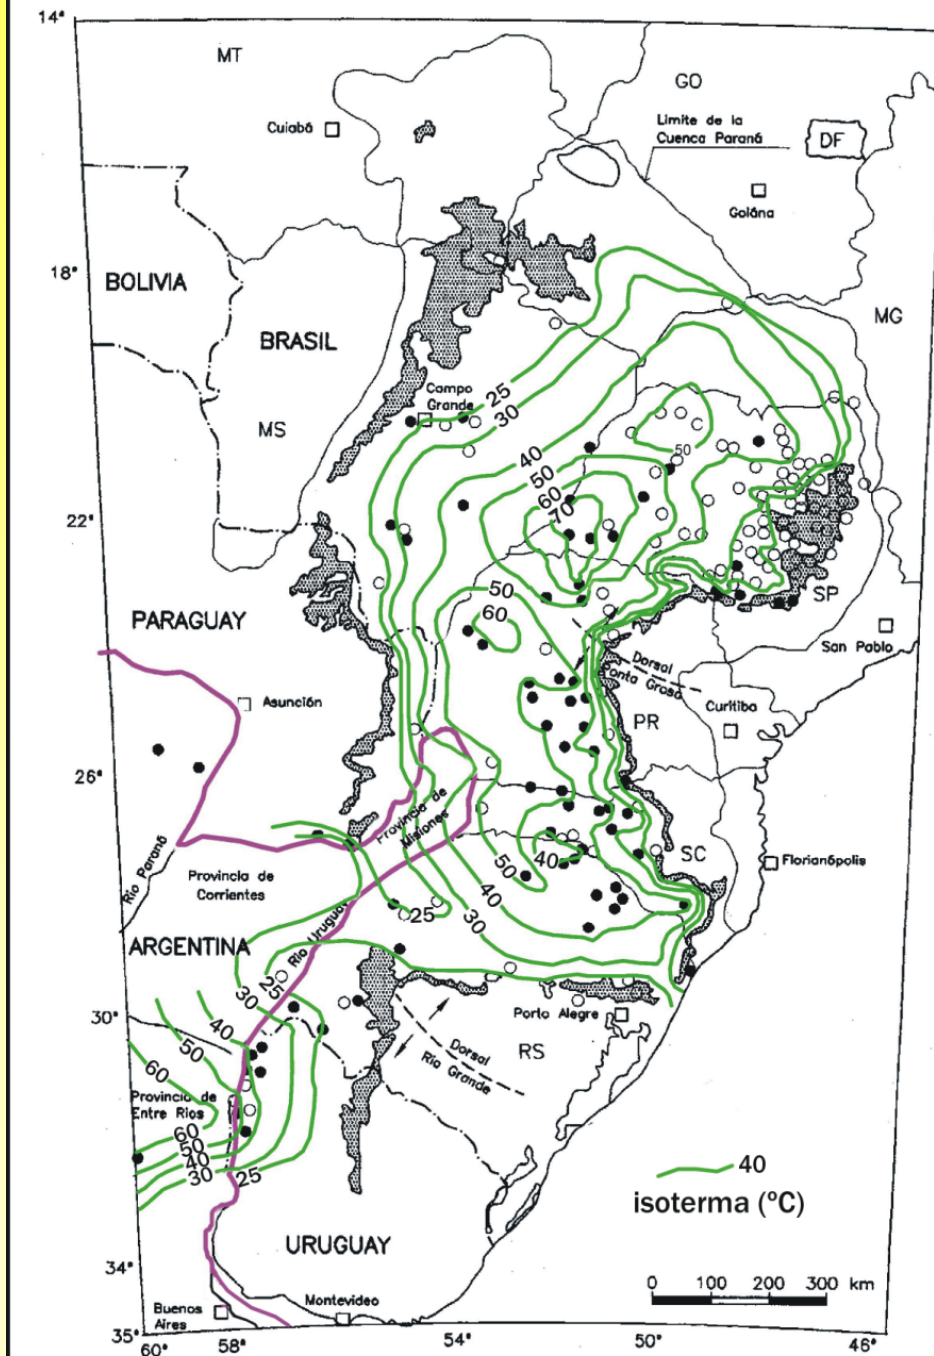 14°
MT
GO
Cuiabá
Limite de la
Cuenca Paraná
DF
Goiána
18°
BOLIVIA
BRASIL
MG
MS
Campo
Grande
25
30
40
50
50
60
70
22°
50
60
SP
PARAGUAY
San Pablo
Asunción
Dorsal
Ponta Grosa
Curitiba
PR
26°
Provincia de
Misiones
Río Paraná
SC
40
Florianópolis
50
Provincia de
Corrientes
40
25
30
Río Uruguay
ARGENTINA
25
30
30°
40
50
Porto Alegre
RS
Dorsal
Río Grande
60
Provincia de
Entre Ríos
60
50
40
30
25
40
isoterma (ºC)
URUGUAY
34°
0 100 200 300 km
Buenos
Aires
Montevideo
35°
60° 58° 54° 50° 46°